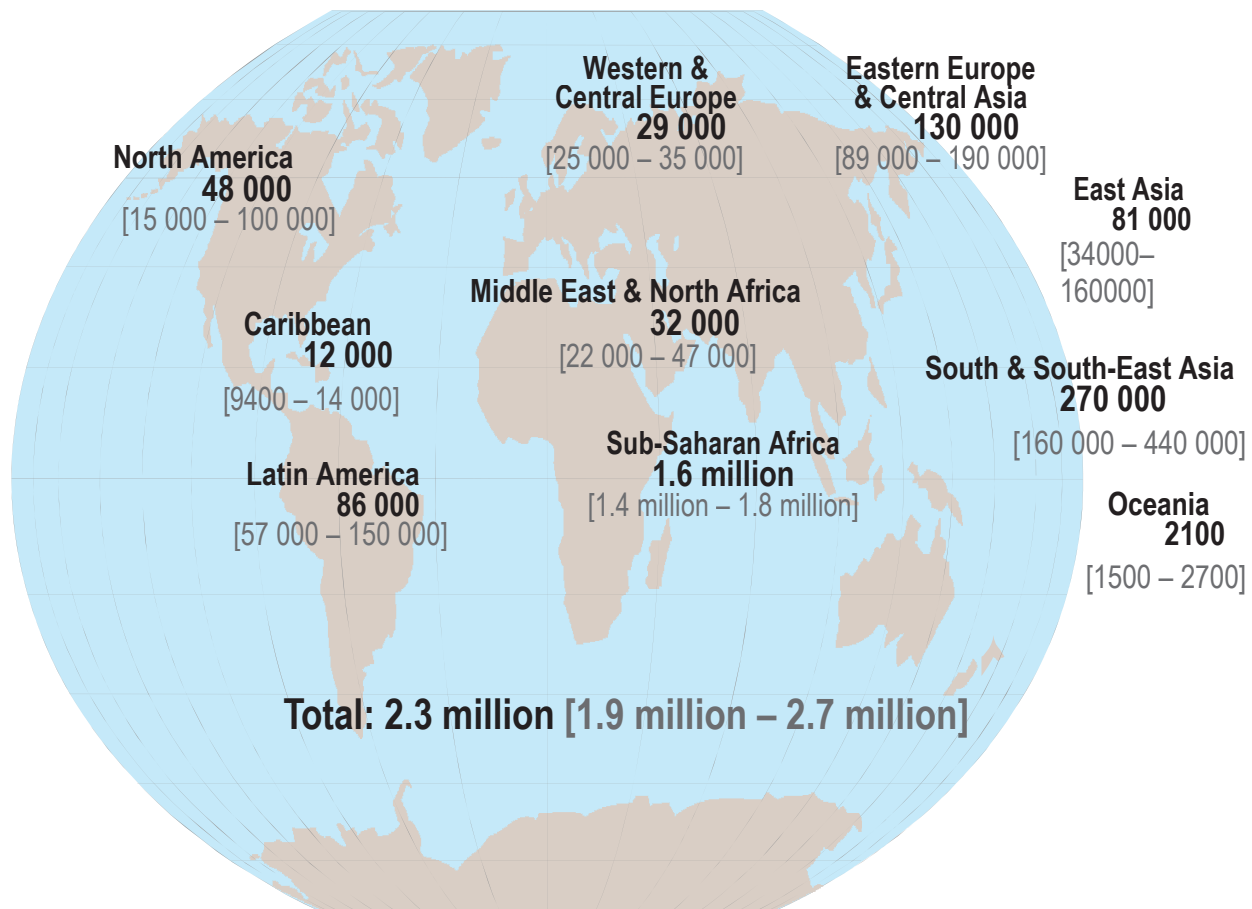 Western &
Central Europe
29 000
[25 000 – 35 000]
Eastern Europe
& Central Asia
130 000
[89 000 – 190 000]
North America
48 000
[15 000 – 100 000]
East Asia
81 000
[34000–
160000]
Middle East & North Africa
32 000
[22 000 – 47 000]
Caribbean
12 000
[9400 – 14 000]
South & South-East Asia
270 000
[160 000 – 440 000]
Sub-Saharan Africa
1.6 million
[1.4 million – 1.8 million]
Latin America
86 000
[57 000 – 150 000]
Oceania
2100
[1500 – 2700]
Total: 2.3 million [1.9 million – 2.7 million]